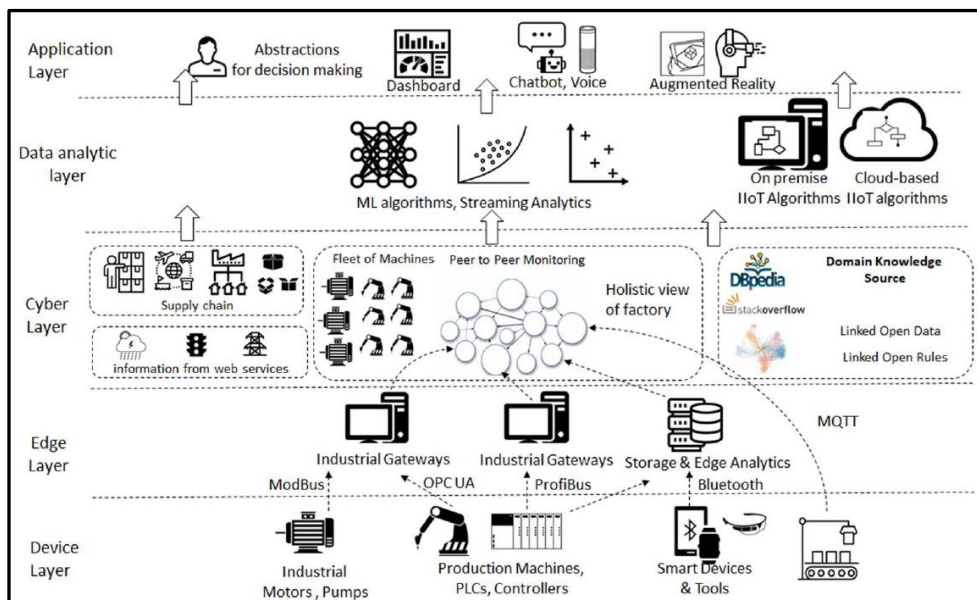 Application
Layer
Abstractions
for decision making
Dashboard
Chatbot, Voice
Augmented Reality
Data analytic
layer
ML algorithms, Streaming Analytics
On premise
IIoT Algorithms
Cloud-based
IIoT algorithms
Cyber
Layer
Supply chain
information from web services
Fleet of Machines
Peer to Peer Monitoring
Holistic view
of factory
DBpedia
stackoverflow
Domain Knowledge
Source
Linked Open Data
Linked Open Rules
Edge
Layer
Industrial Gateways
Industrial Gateways
Storage & Edge Analytics
MQTT
ModBus
OPC UA
ProfiBus
Bluetooth
Device
Layer
Industrial
Motors , Pumps
Production Machines,
PLCs, Controllers
Smart Devices
& Tools